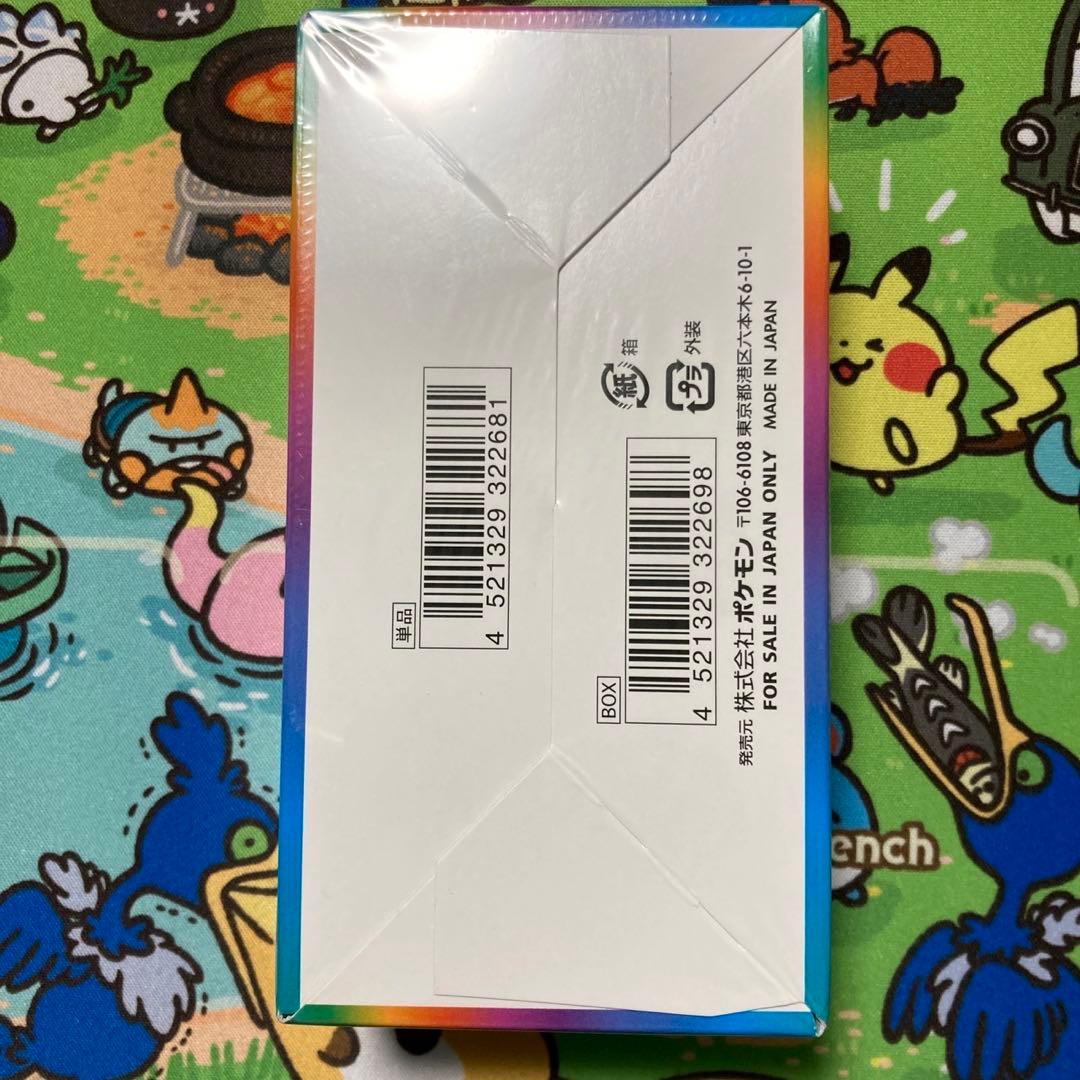 単品
4 521329 322681
BOX
4 521329 322698
紙 箱
プラ 外装
発売元 株式会社 ポケモン 〒106-6108 東京都港区六本木6-10-1
FOR SALE IN JAPAN ONLY MADE IN JAPAN
ench